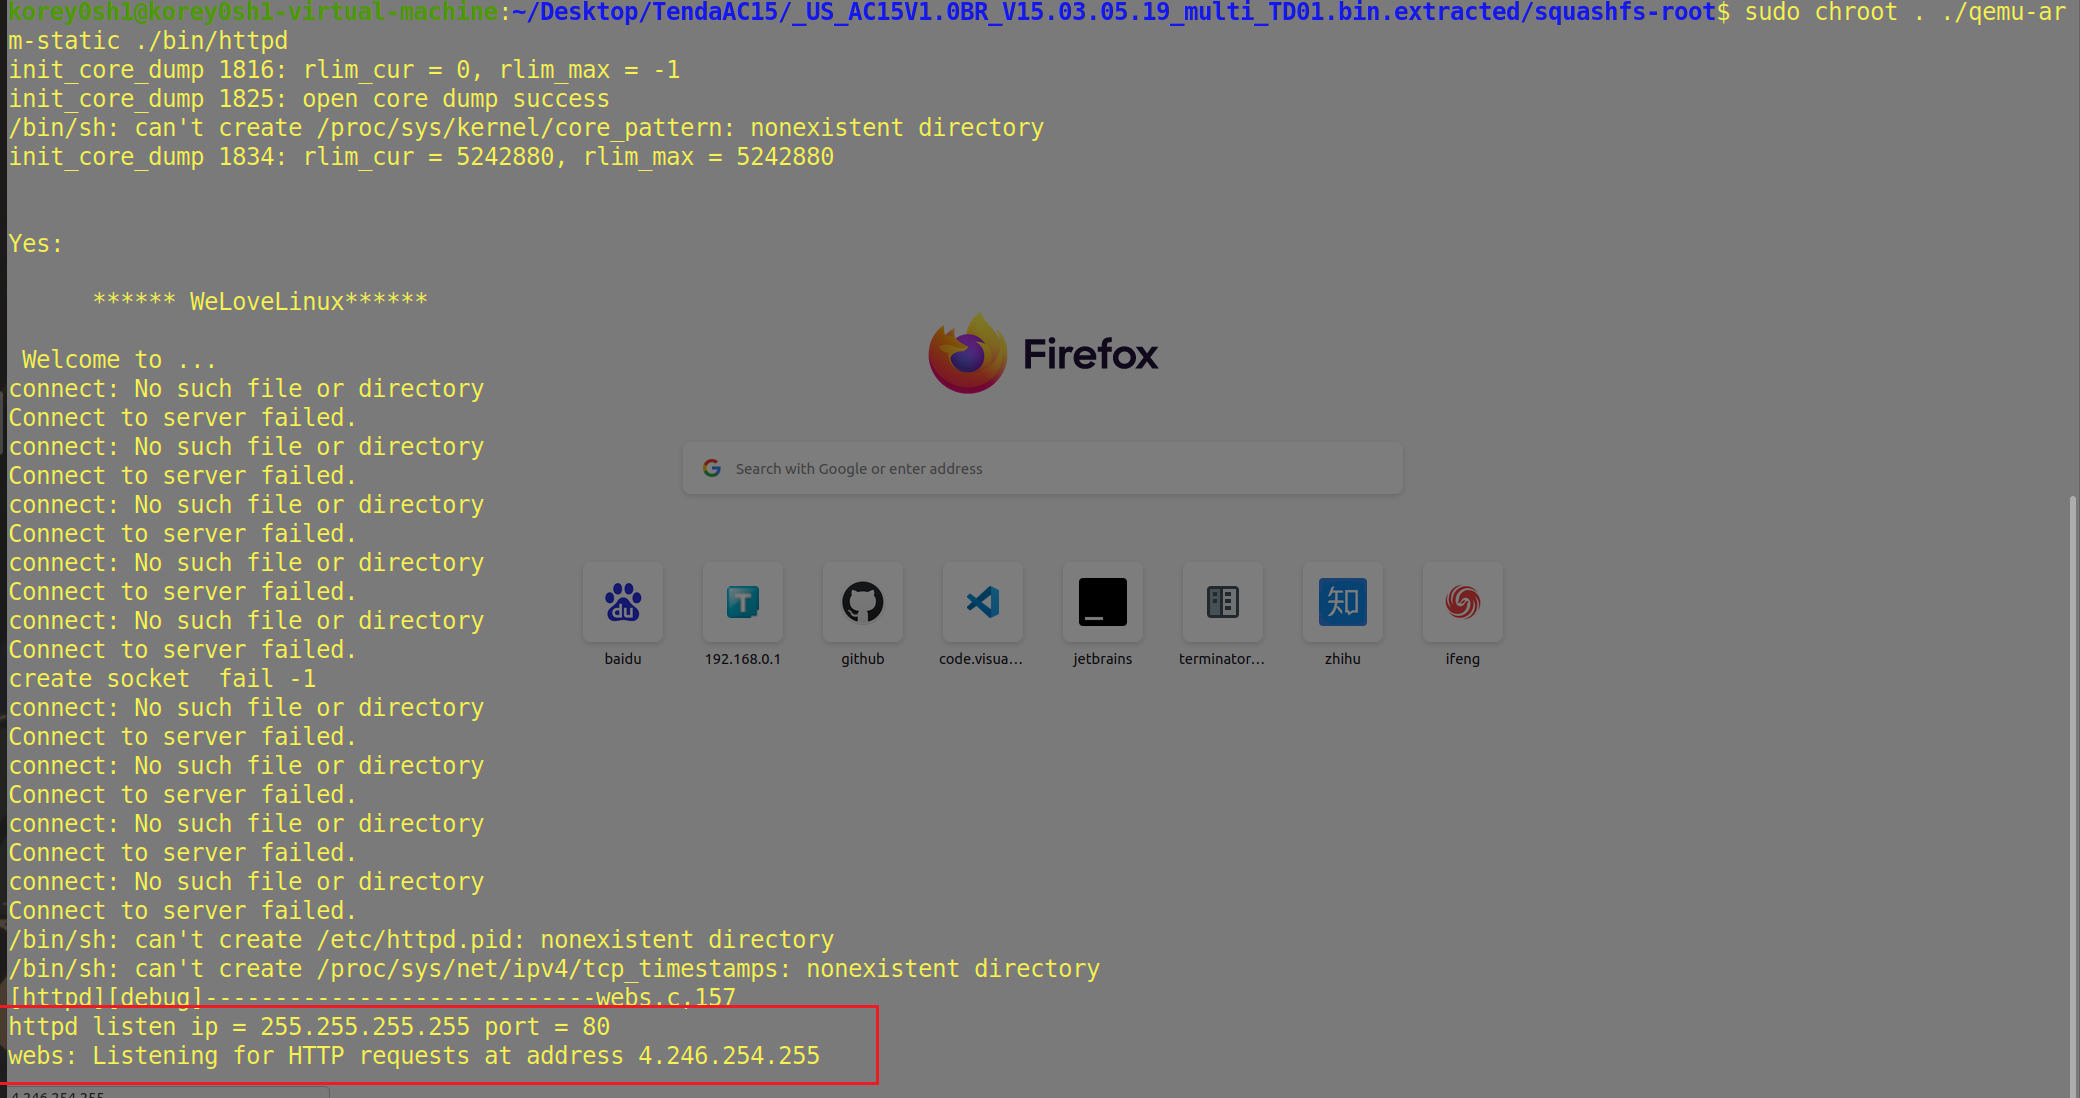 korey0sh1@korey0sh1-virtual-machine:~/Desktop/TendaAC15/_US_AC15V1.0BR_V15.03.05.19_multi_TD01.bin.extracted/squashfs-root$ sudo chroot . ./qemu-ar
m-static ./bin/httpd
init_core_dump 1816: rlim_cur = 0, rlim_max = -1
init_core_dump 1825: open core dump success
/bin/sh: can't create /proc/sys/kernel/core_pattern: nonexistent directory
init_core_dump 1834: rlim_cur = 5242880, rlim_max = 5242880
Yes:
****** WeLoveLinux******
Welcome to ...
connect: No such file or directory
Connect to server failed.
connect: No such file or directory
Connect to server failed.
connect: No such file or directory
Connect to server failed.
connect: No such file or directory
Connect to server failed.
connect: No such file or directory
Connect to server failed.
create socket  fail -1
connect: No such file or directory
Connect to server failed.
connect: No such file or directory
Connect to server failed.
connect: No such file or directory
Connect to server failed.
connect: No such file or directory
Connect to server failed.
/bin/sh: can't create /etc/httpd.pid: nonexistent directory
/bin/sh: can't create /proc/sys/net/ipv4/tcp_timestamps: nonexistent directory
[httpd][debug]----------------------------webs.c,157
httpd listen ip = 255.255.255.255 port = 80
webs: Listening for HTTP requests at address 4.246.254.255
4.246.254.255
Firefox
Search with Google or enter address
du
T
知
baidu
192.168.0.1
github
code.visua...
jetbrains
terminator...
zhihu
ifeng